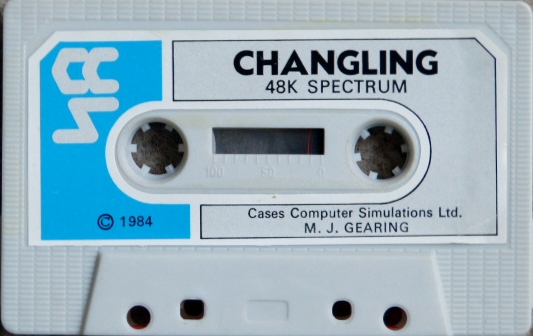 CHANGLING
48K SPECTRUM
100 50 0
© 1984
Cases Computer Simulations Ltd.
M. J. GEARING